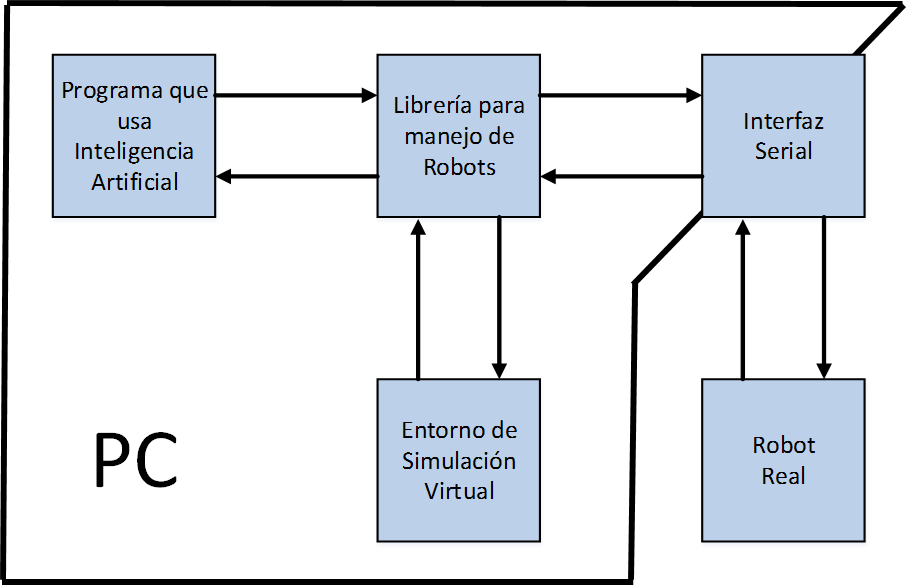 Programa que
usa
Inteligencia
Artificial
Librería para
manejo de
Robots
Interfaz
Serial
PC
Entorno de
Simulación
Virtual
Robot
Real